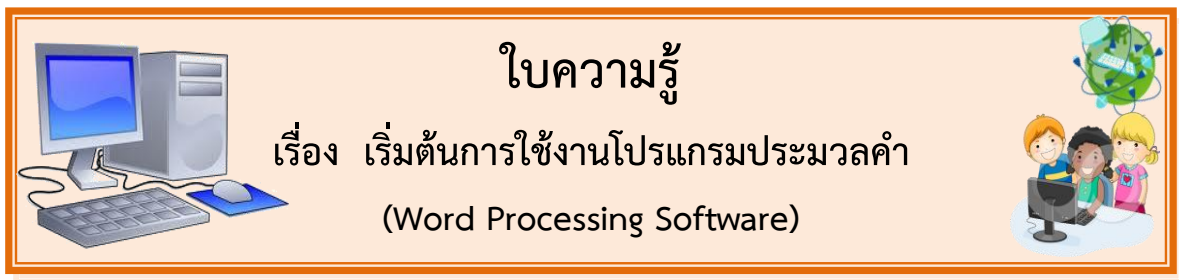 ใบความรู้
เรื่อง เริ่มต้นการใช้งานโปรแกรมประมวลคำ
(Word Processing Software)